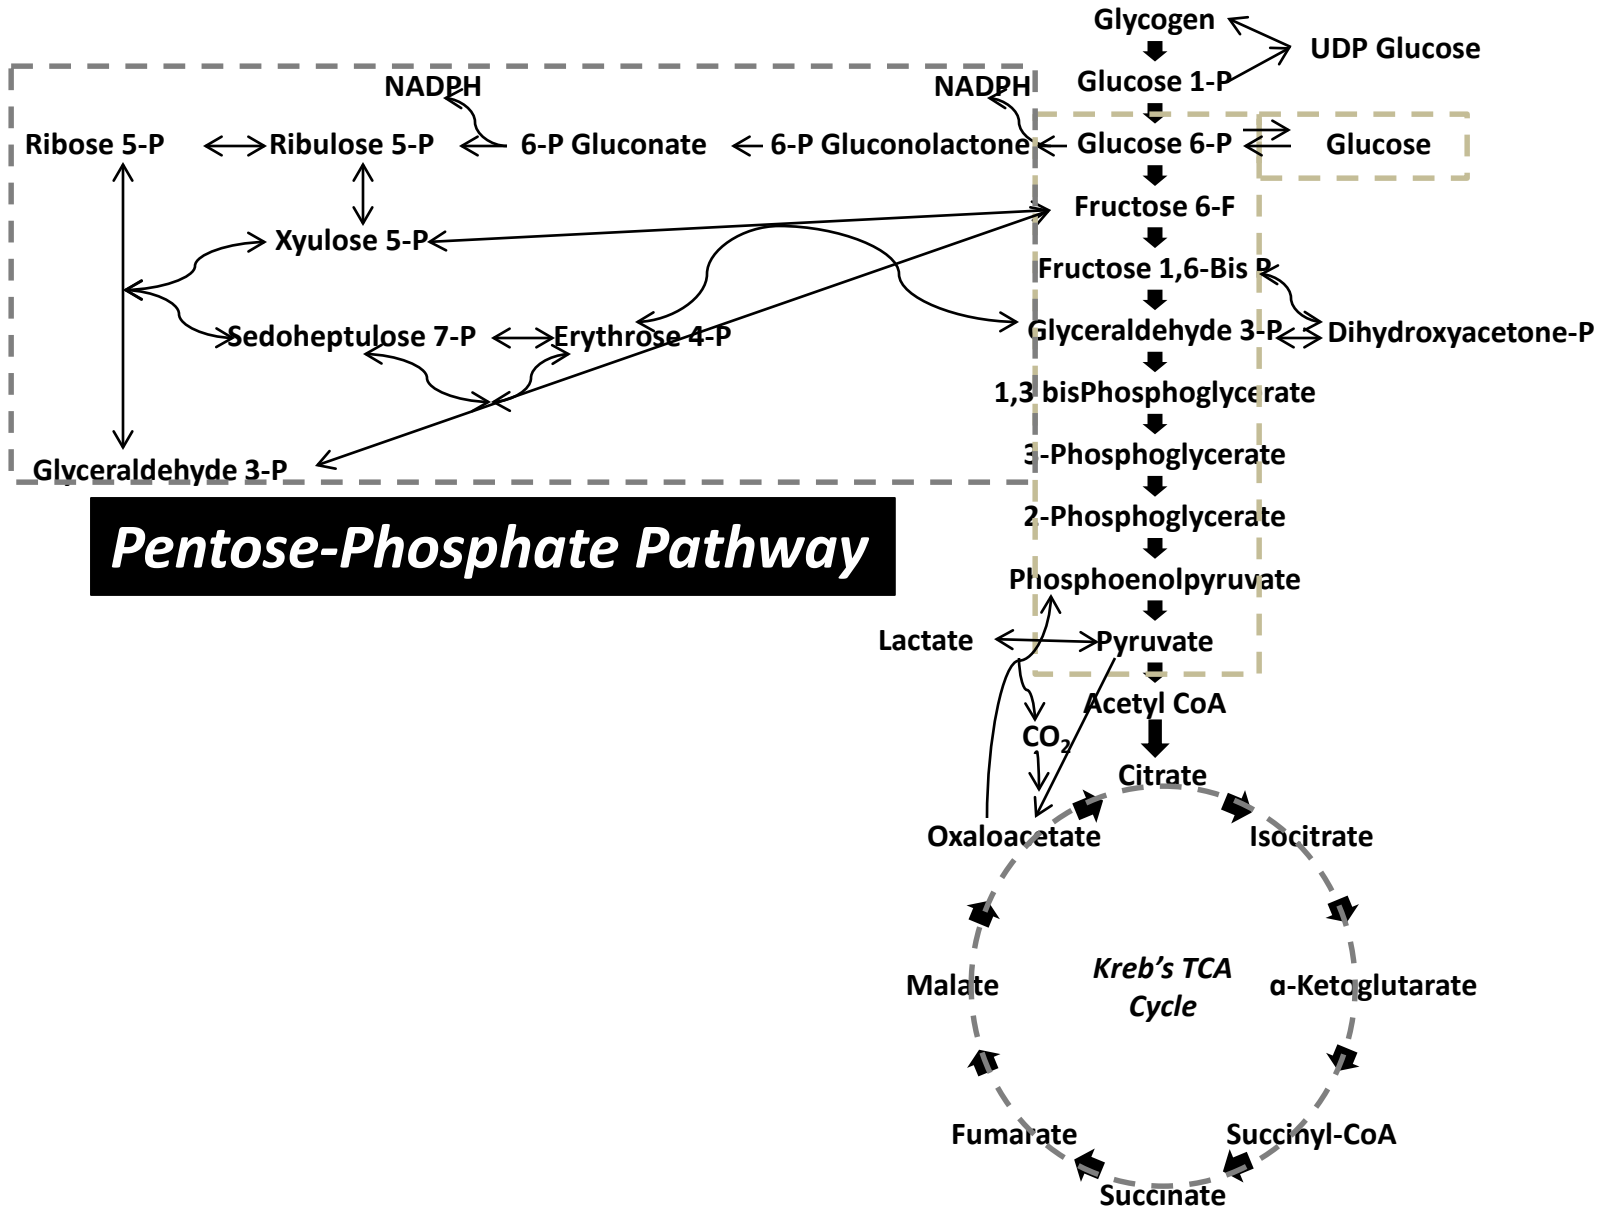 Glycogen
UDP Glucose
Glucose 1-P
NADPH
NADPH
Ribose 5-P
Ribulose 5-P
6-P Gluconate
6-P Gluconolactone
Glucose 6-P
Glucose
Fructose 6-F
Xyulose 5-P
Fructose 1,6-Bis P
Sedoheptulose 7-P
Erythrose 4-P
Glyceraldehyde 3-P
Dihydroxyacetone-P
1,3 bisPhosphoglycerate
3-Phosphoglycerate
Glyceraldehyde 3-P
2-Phosphoglycerate
Pentose-Phosphate Pathway
Phosphoenolpyruvate
Lactate
Pyruvate
Acetyl CoA
CO₂
Citrate
Oxaloacetate
Isocitrate
Kreb’s TCA
Cycle
Malate
α-Ketoglutarate
Fumarate
Succinyl-CoA
Succinate